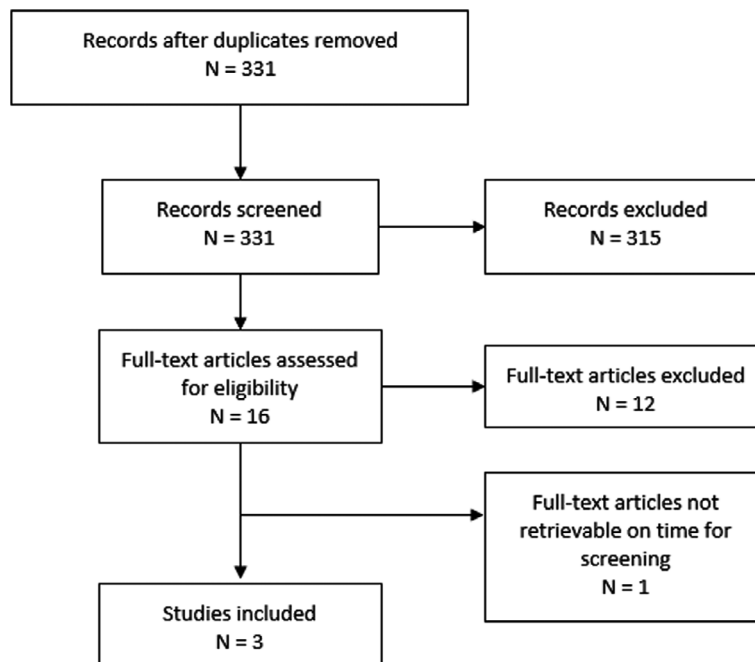 Records after duplicates removed
N = 331
Records screened
N = 331
Records excluded
N = 315
Full-text articles assessed
for eligibility
N = 16
Full-text articles excluded
N = 12
Full-text articles not
retrievable on time for
screening
N = 1
Studies included
N = 3